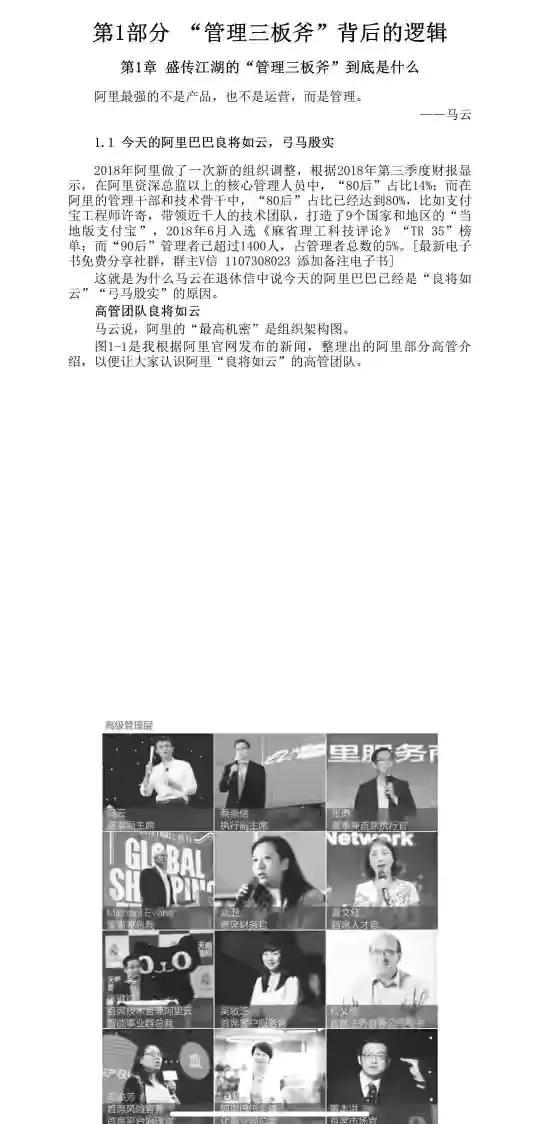 第1部分 “管理三板斧”背后的逻辑
第1章 盛传江湖的“管理三板斧”到底是什么
阿里最强的不是产品，也不是运营，而是管理。
——马云
1.1 今天的阿里巴巴良将如云，弓马殷实
2018年阿里做了一次新的组织调整，根据2018年第三季度财报显
示，在阿里资深总监以上的核心管理人员中，“80后”占比14%；而在
阿里的管理干部和技术骨干中，“80后”占比已经达到80%，比如支付
宝工程师许寄，带领近千人的技术团队，打造了9个国家和地区的“当
地版支付宝”，2018年6月入选《麻省理工科技评论》“TR 35”榜
单；而“90后”管理者已超过1400人，占管理者总数的5%。[最新电子
书免费分享社群，群主V信 1107308023 添加备注电子书]
这就是为什么马云在退休信中说今天的阿里巴巴已经是“良将如
云”“弓马殷实”的原因。
高管团队良将如云
马云说，阿里的“最高机密”是组织架构图。
图1-1是我根据阿里官网发布的新闻，整理出的阿里部分高管介
绍，以便让大家认识阿里“良将如云”的高管团队。
高级管理层
里服务商
马云
董事局主席
蔡崇信
执行副主席
张勇
董事兼首席执行官
GLOBAL
SHOPPING
Network
Michael Evans
董事兼总裁
武卫
首席财务官
童文红
首席人才官
天猫
首席技术官兼阿里云
智能事业群总裁
吴敏芝
首席客户服务官
首席市场官
首席风险官兼
首席平台治理官